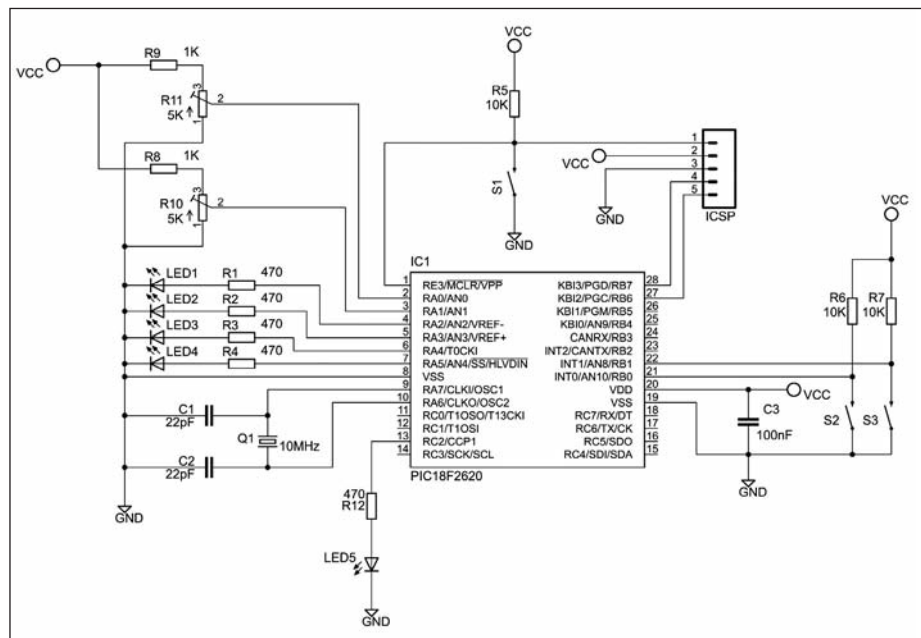 VCC
R9
1K
R11
5K
3
2
1
R8
1K
R10
5K
3
2
1
VCC
R5
10K
S1
GND
VCC
GND
1
2
3
4
5
ICSP
VCC
R6
10K
R7
10K
LED1
R1
470
LED2
R2
470
LED3
R3
470
LED4
R4
470
IC1
1
RE3/MCLR/VPP
2
RA0/AN0
3
RA1/AN1
4
RA2/AN2/VREF-
5
RA3/AN3/VREF+
6
RA4/T0CKI
7
RA5/AN4/SS/HLVDIN
8
VSS
9
RA7/CLKI/OSC1
10
RA6/CLKO/OSC2
11
RC0/T1OSO/T13CKI
12
RC1/T1OSI
13
RC2/CCP1
14
RC3/SCK/SCL
KBI3/PGD/RB7
28
KBI2/PGC/RB6
27
KBI1/PGM/RB5
26
KBI0/AN9/RB4
25
CANRX/RB3
24
INT2/CANTX/RB2
23
INT1/AN8/RB1
22
INT0/AN10/RB0
21
VDD
20
VSS
19
RC7/RX/DT
18
RC6/TX/CK
17
RC5/SDO
16
RC4/SDI/SDA
15
PIC18F2620
C1
22pF
Q1
10MHz
C2
22pF
GND
470
R12
LED5
GND
VCC
C3
100nF
S2
S3
GND